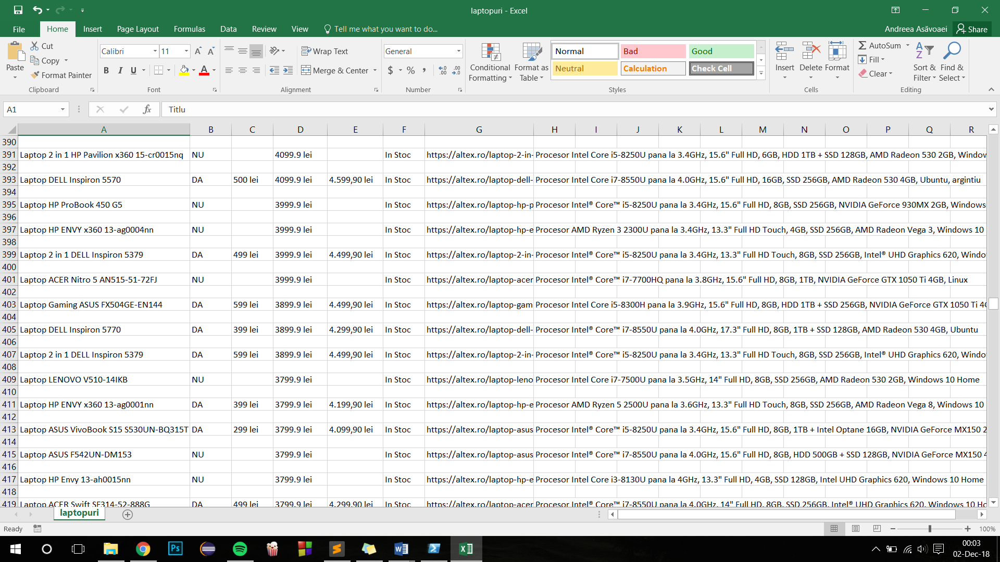 laptopuri - Excel
File Home Insert Page Layout Formulas Data Review View Tell me what you want to do... Andreea Asăvoaei Share
Paste Cut Copy Format Painter Clipboard
Calibri 11 B I U Font
Wrap Text Merge & Center Alignment
General $ % , Number
Conditional Formatting Format as Table
Normal Bad Good
Neutral Calculation Check Cell
Styles
Insert Delete Format Cells
AutoSum Fill Clear Sort & Filter Find & Select Editing
A1 fx Titlu
A B C D E F G H I J K L M N O P Q R
390
391 Laptop 2 in 1 HP Pavilion x360 15-cr0015nq NU 4099.9 lei In Stoc https://altex.ro/laptop-2-in- Procesor Intel Core i5-8250U pana la 3.4GHz, 15.6" Full HD, 6GB, HDD 1TB + SSD 128GB, AMD Radeon 530 2GB, Window
392
393 Laptop DELL Inspiron 5570 DA 500 lei 4099.9 lei 4.599,90 lei In Stoc https://altex.ro/laptop-dell- Procesor Intel Core i7-8550U pana la 4.0GHz, 15.6" Full HD, 16GB, SSD 256GB, AMD Radeon 530 4GB, Ubuntu, argintiu
394
395 Laptop HP ProBook 450 G5 NU 3999.9 lei In Stoc https://altex.ro/laptop-hp-p Procesor Intel® Core™ i5-8250U pana la 3.4GHz, 15.6" Full HD, 8GB, SSD 256GB, NVIDIA GeForce 930MX 2GB, Windows
396
397 Laptop HP ENVY x360 13-ag0004nn NU 3999.9 lei In Stoc https://altex.ro/laptop-hp-e Procesor AMD Ryzen 3 2300U pana la 3.4GHz, 13.3" Full HD Touch, 4GB, SSD 256GB, AMD Radeon Vega 3, Windows 10
398
399 Laptop 2 in 1 DELL Inspiron 5379 DA 499 lei 3999.9 lei 4.499,90 lei In Stoc https://altex.ro/laptop-2-in- Procesor Intel® Core™ i5-8250U pana la 3.4GHz, 13.3" Full HD Touch, 8GB, SSD 256GB, Intel® UHD Graphics 620, Windo
400
401 Laptop ACER Nitro 5 AN515-51-72FJ NU 3999.9 lei In Stoc https://altex.ro/laptop-acer Procesor Intel® Core™ i7-7700HQ pana la 3.8GHz, 15.6" Full HD, 8GB, 1TB, NVIDIA GeForce GTX 1050 Ti 4GB, Linux
402
403 Laptop Gaming ASUS FX504GE-EN144 DA 599 lei 3899.9 lei 4.499,90 lei In Stoc https://altex.ro/laptop-gam Procesor Intel Core i5-8300H pana la 3.9GHz, 15.6" Full HD, 8GB, HDD 1TB + SSD 256GB, NVIDIA GeForce GTX 1050 Ti 4G
404
405 Laptop DELL Inspiron 5770 DA 399 lei 3899.9 lei 4.299,90 lei In Stoc https://altex.ro/laptop-dell- Procesor Intel® Core™ i7-8550U pana la 4.0GHz, 17.3" Full HD, 8GB, 1TB + SSD 128GB, AMD Radeon 530 4GB, Ubuntu
406
407 Laptop 2 in 1 DELL Inspiron 5379 DA 599 lei 3899.9 lei 4.499,90 lei In Stoc https://altex.ro/laptop-2-in- Procesor Intel® Core™ i5-8250U pana la 3.4GHz, 13.3" Full HD Touch, 8GB, SSD 256GB, Intel® UHD Graphics 620, Windo
408
409 Laptop LENOVO V510-14IKB NU 3799.9 lei In Stoc https://altex.ro/laptop-leno Procesor Intel Core i7-7500U pana la 3.5GHz, 14" Full HD, 8GB, SSD 256GB, AMD Radeon 530 2GB, Windows 10 Home
410
411 Laptop HP ENVY x360 13-ag0001nn DA 399 lei 3799.9 lei 4.199,90 lei In Stoc https://altex.ro/laptop-hp-e Procesor AMD Ryzen 5 2500U pana la 3.6GHz, 13.3" Full HD Touch, 8GB, SSD 256GB, AMD Radeon Vega 8, Windows 10
412
413 Laptop ASUS VivoBook S15 S530UN-BQ315T DA 299 lei 3799.9 lei 4.099,90 lei In Stoc https://altex.ro/laptop-asus Procesor Intel® Core™ i5-8250U pana la 3.4GHz, 15.6" Full HD, 8GB, 1TB + Intel Optane 16GB, NVIDIA GeForce MX150 2
414
415 Laptop ASUS F542UN-DM153 NU 3799.9 lei In Stoc https://altex.ro/laptop-asus Procesor Intel® Core™ i7-8550U pana la 4.0GHz, 15.6" Full HD, 8GB, HDD 500GB + SSD 128GB, NVIDIA GeForce MX150 4
416
417 Laptop HP Envy 13-ah0015nn NU 3799.9 lei In Stoc https://altex.ro/laptop-hp-e Procesor Intel Core i3-8130U pana la 4GHz, 13.3" Full HD, 4GB, SSD 128GB, Intel UHD Graphics 620, Windows 10 Home
418
419 Laptop ACER Swift SF314-52-888G DA 499 lei 3799.9 lei 4.299,90 lei In Stoc https://altex.ro/laptop-acer Procesor Intel® Core™ i7-8550U pana la 4.0GHz, 14" Full HD, 8GB, SSD 256GB, Intel® UHD Graphics 620, Windows 10 Ho
laptopuri
Ready 100%
00:03
02-Dec-18